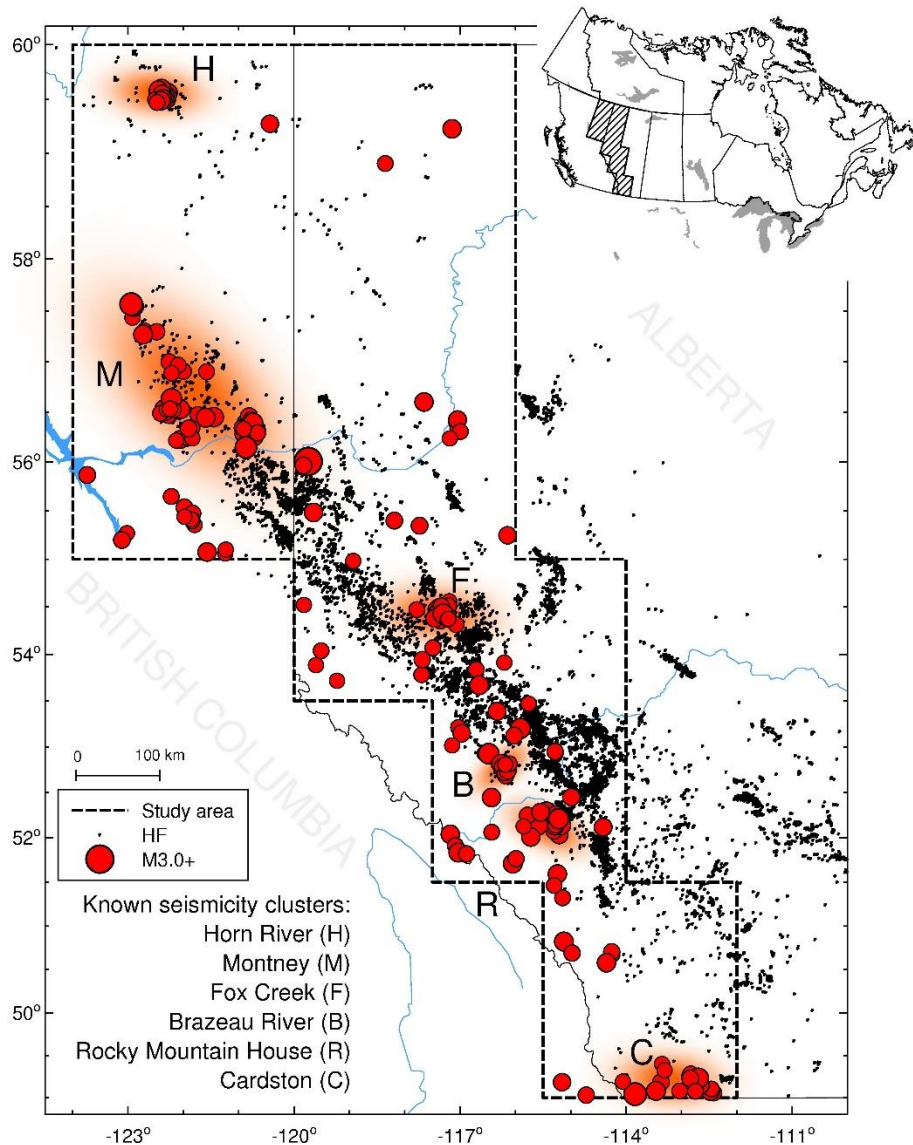 60°
H
58°
M
56°
F
54°
B
52°
R
50°
C
ALBERTA
BRITISH COLUMBIA
0 100 km
Study area
HF
M3.0+
Known seismicity clusters:
Horn River (H)
Montney (M)
Fox Creek (F)
Brazeau River (B)
Rocky Mountain House (R)
Cardston (C)
-123° -120° -117° -114° -111°